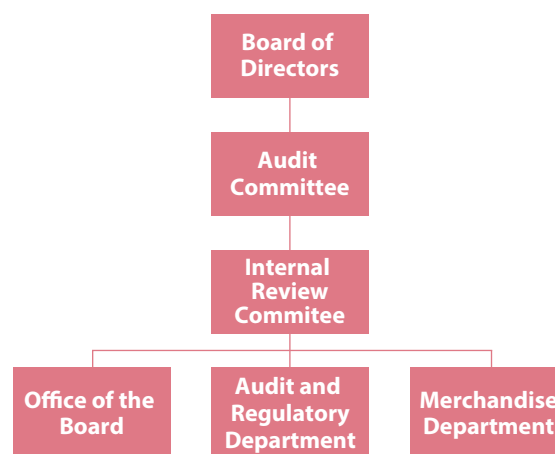 Board of
Directors
Audit
Committee
Internal
Review
Commitee
Office of the
Board
Audit and
Regulatory
Department
Merchandise
Department